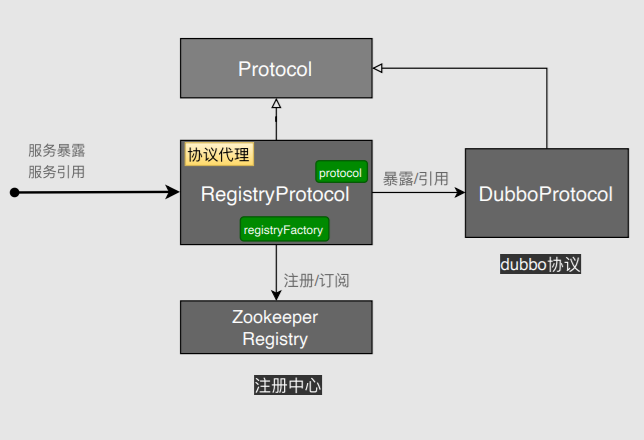 Protocol
服务暴露
服务引用
协议代理
protocol
RegistryProtocol
registryFactory
暴露/引用
DubboProtocol
dubbo协议
注册/订阅
Zookeeper
Registry
注册中心